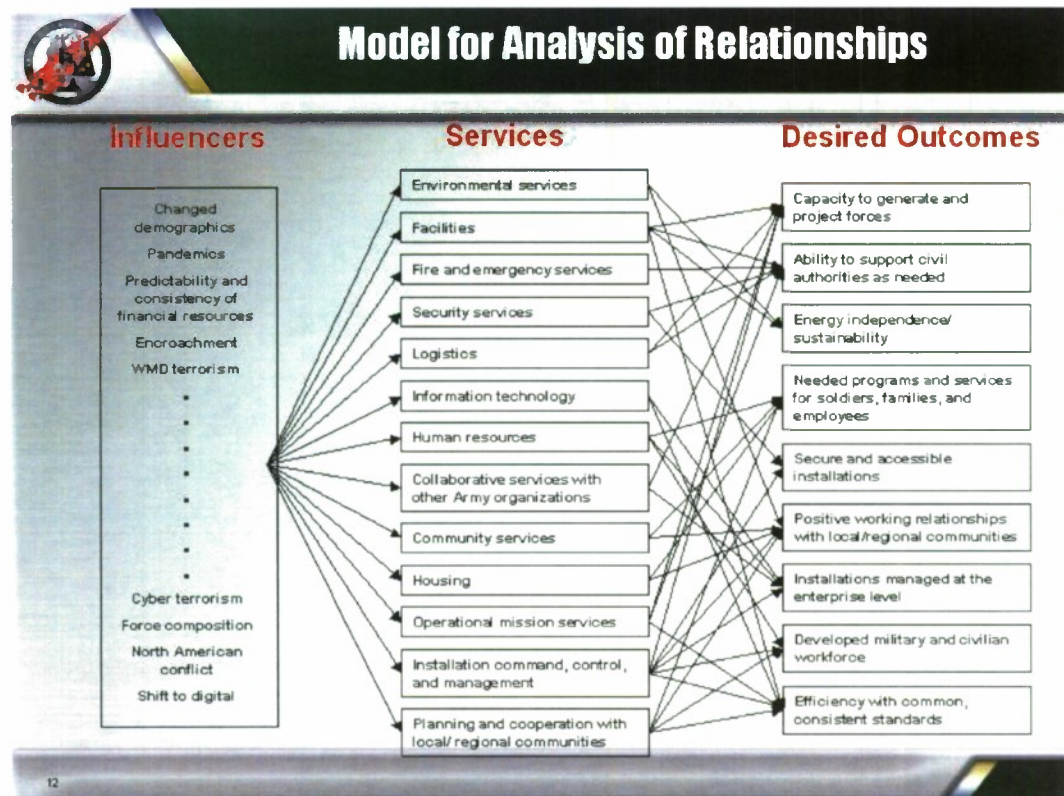 Model for Analysis of Relationships
Influencers
Services
Desired Outcomes
Changed
demographics
Pandemics
Predictability and
consistency of
financial resources
Encroachment
WMD terrorism
Cyber terrorism
Force composition
North American
conflict
Shift to digital
Environmental services
Facilities
Fire and emergency services
Security services
Logistics
Information technology
Human resources
Collaborative services with
other Army organizations
Community services
Housing
Operational mission services
Installation command, control,
and management
Planning and cooperation with
local/regional communities
Capacity to generate and
project forces
Ability to support civil
authorities as needed
Energy independence/
sustainability
Needed programs and services
for soldiers, families, and
employees
Secure and accessible
installations
Positive working relationships
with local/regional communities
Installations managed at the
enterprise level
Developed military and civilian
workforce
Efficiency with common,
consistent standards
12